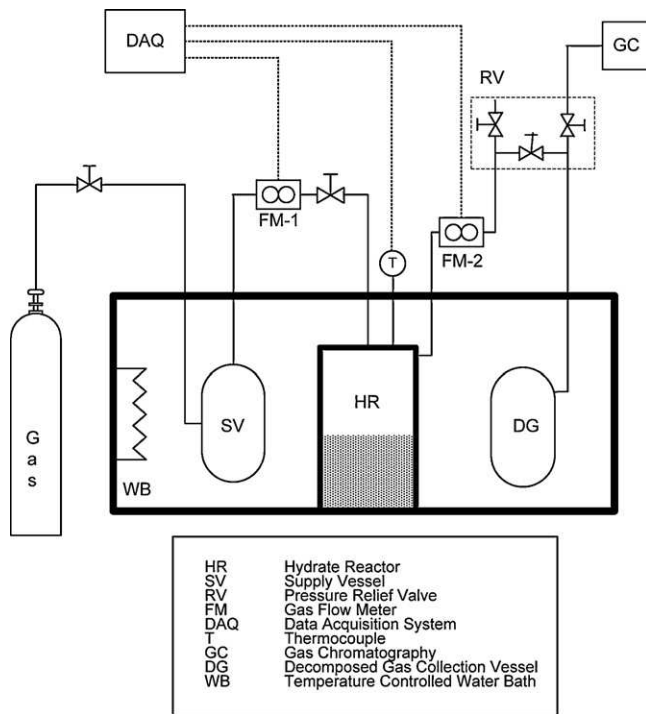 DAQ
GC
RV
FM-1
FM-2
T
Gas
WB
SV
HR
DG
HR Hydrate Reactor
SV Supply Vessel
RV Pressure Relief Valve
FM Gas Flow Meter
DAQ Data Acquisition System
T Thermocouple
GC Gas Chromatography
DG Decomposed Gas Collection Vessel
WB Temperature Controlled Water Bath